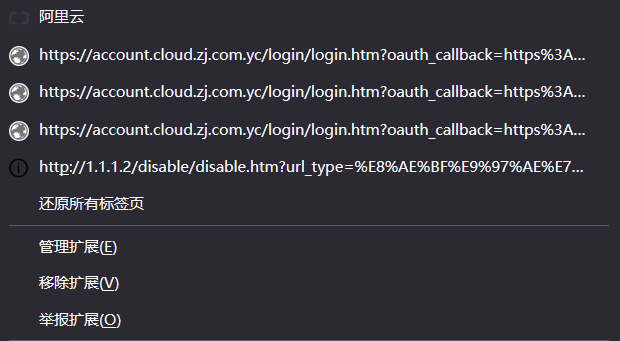 阿里云
https://account.cloud.zj.com.yc/login/login.htm?oauth_callback=https%3A...
https://account.cloud.zj.com.yc/login/login.htm?oauth_callback=https%3A...
https://account.cloud.zj.com.yc/login/login.htm?oauth_callback=https%3A...
http://1.1.1.2/disable/disable.htm?url_type=%E8%AE%BF%E9%97%AE%E7...
还原所有标签页
管理扩展(E)
移除扩展(V)
举报扩展(O)